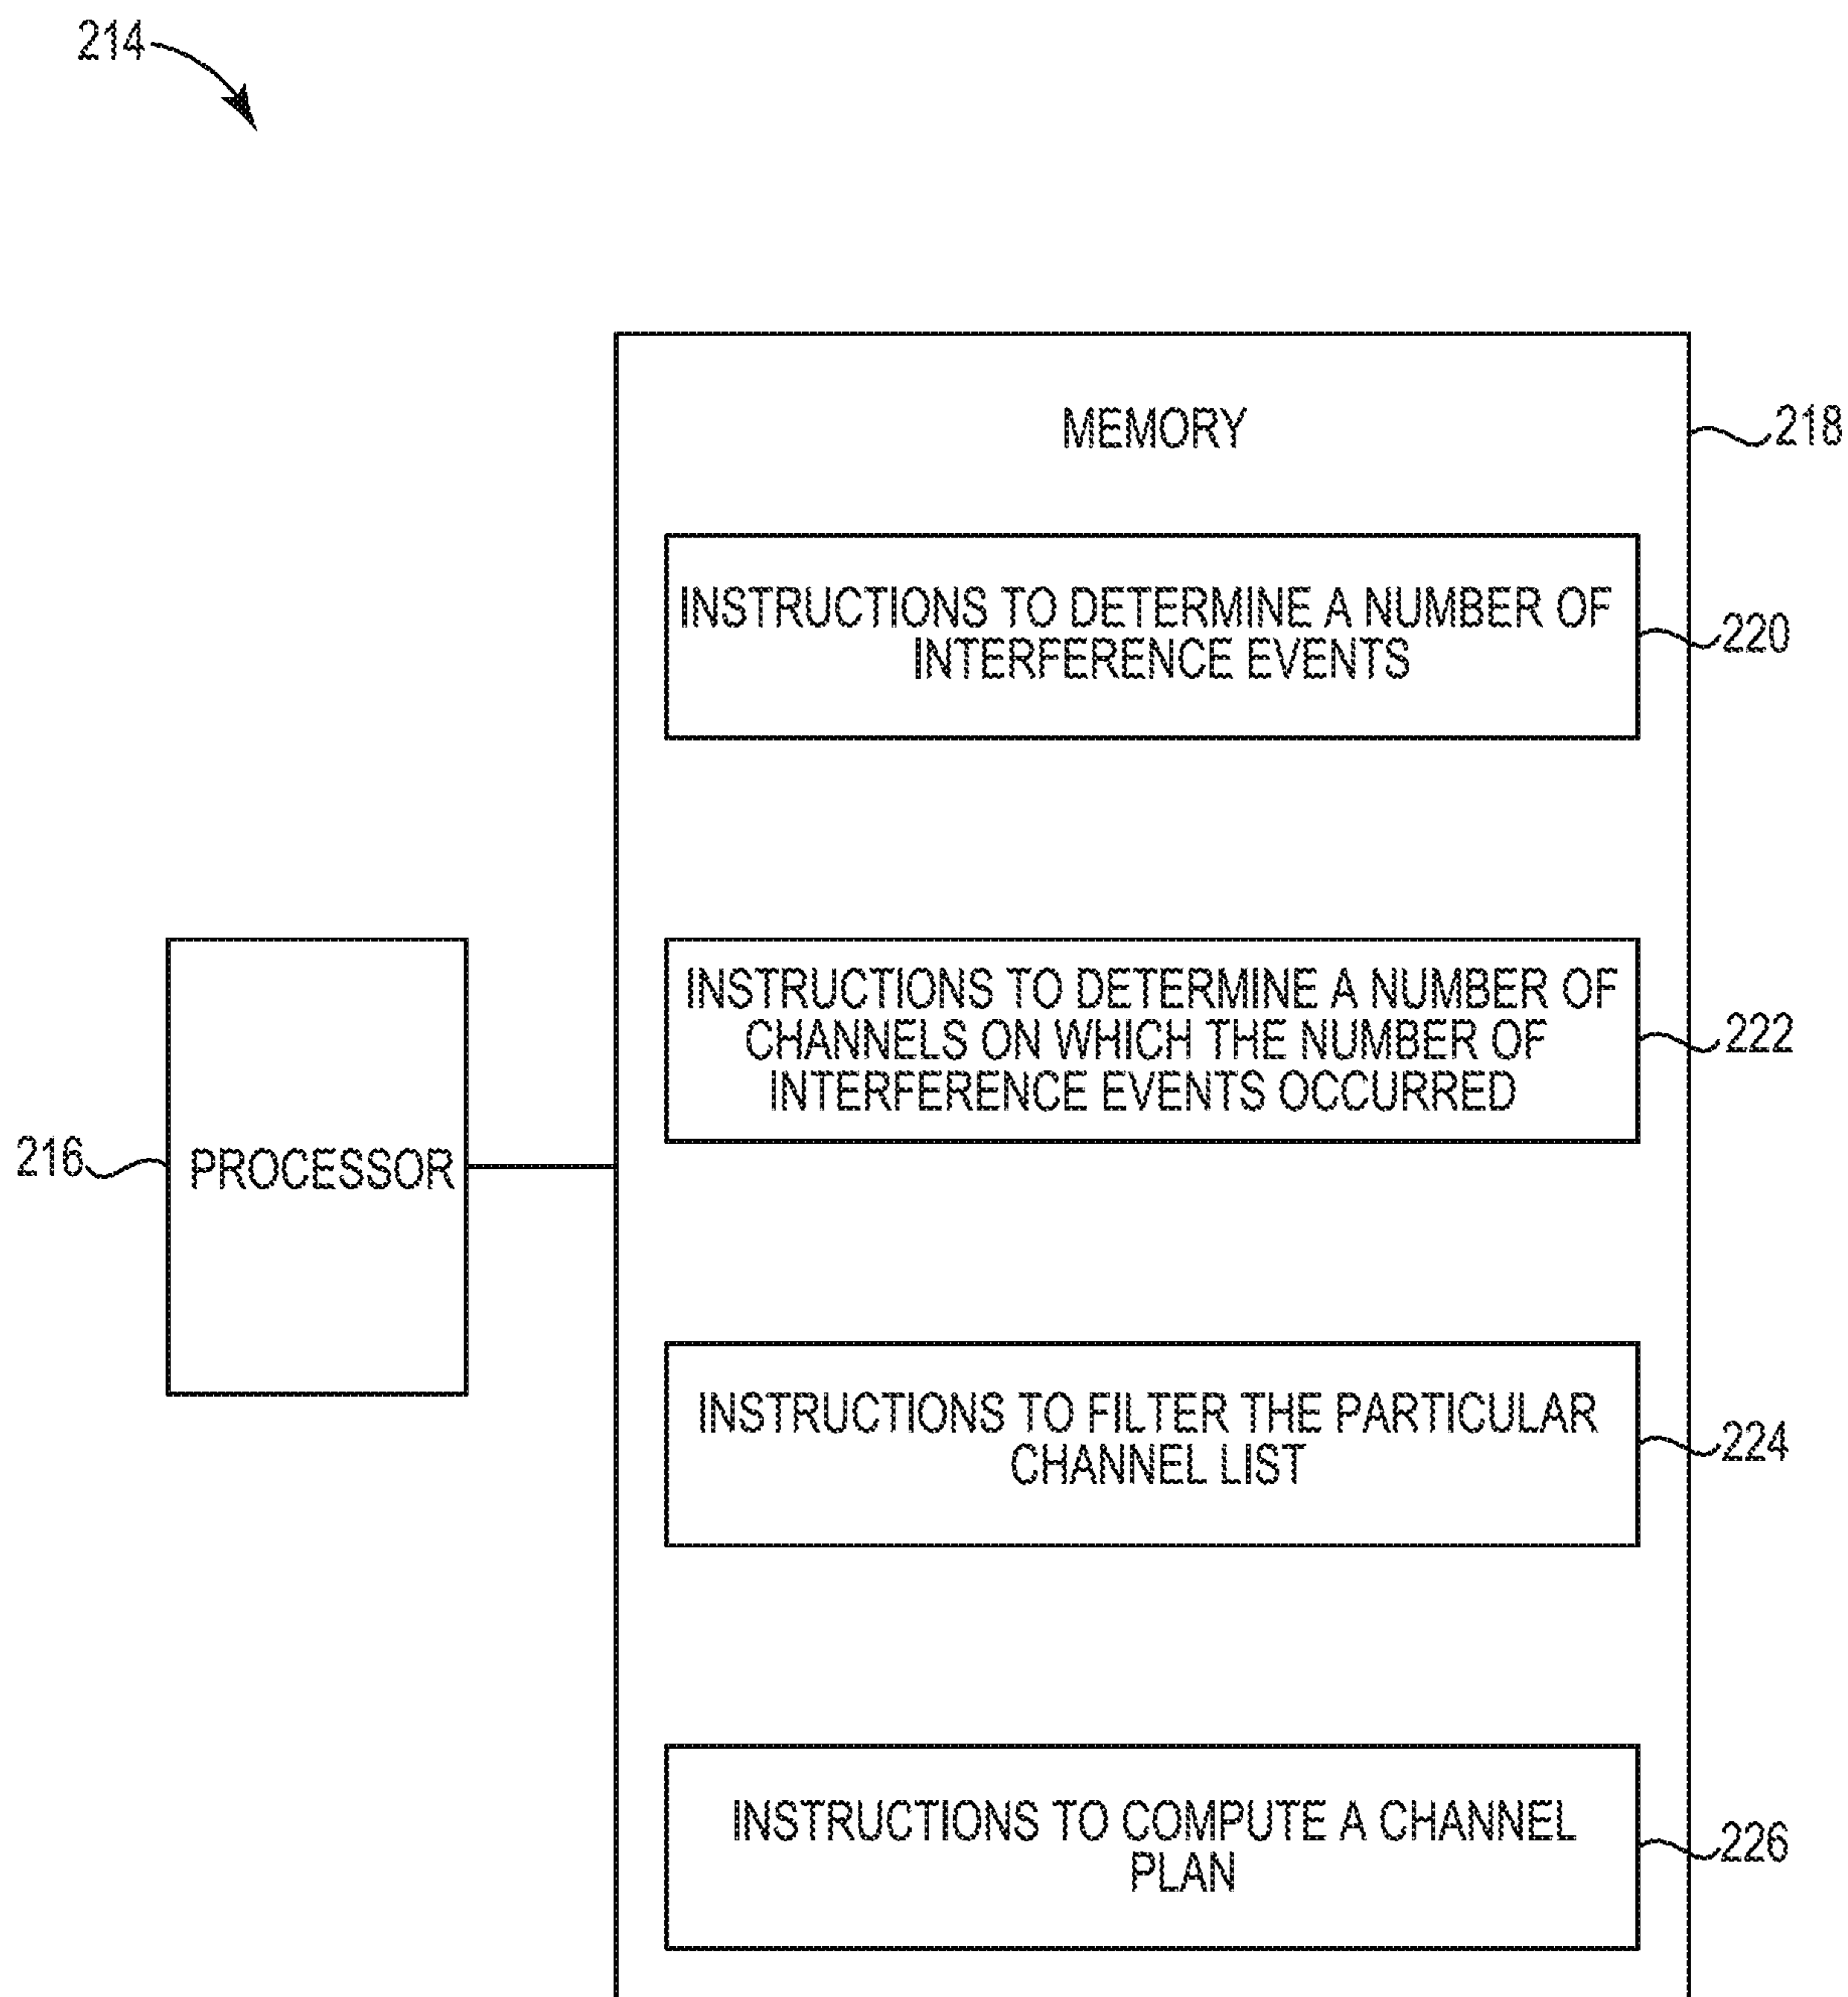 214
MEMORY
218
INSTRUCTIONS TO DETERMINE A NUMBER OF
INTERFERENCE EVENTS
220
INSTRUCTIONS TO DETERMINE A NUMBER OF
CHANNELS ON WHICH THE NUMBER OF
INTERFERENCE EVENTS OCCURRED
222
216
PROCESSOR
INSTRUCTIONS TO FILTER THE PARTICULAR
CHANNEL LIST
224
INSTRUCTIONS TO COMPUTE A CHANNEL
PLAN
226